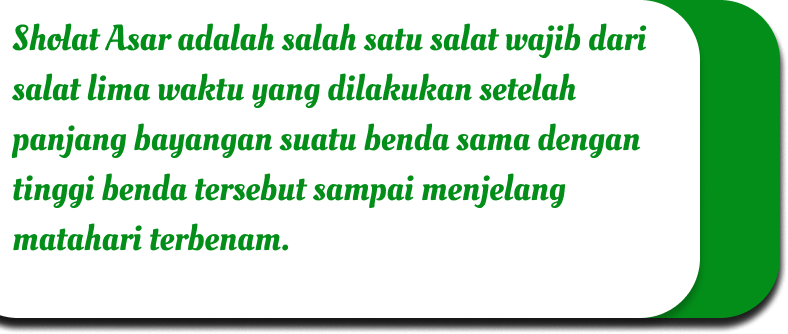 Sholat Asar adalah salah satu salat wajib dari
salat lima waktu yang dilakukan setelah
panjang bayangan suatu benda sama dengan
tinggi benda tersebut sampai menjelang
matahari terbenam.